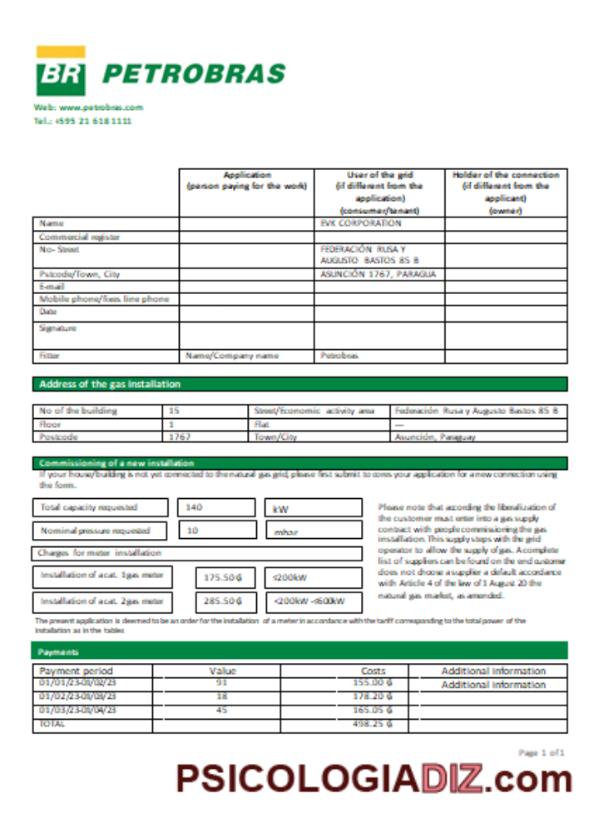 BR PETROBRAS
Web: www.petrobras.com
Tel.: +595 21 618 1111
Application
(person paying for the work)
User of the grid
(if different from the
application)
(consumer/tenant)
Holder of the connection
(if different from the
applicant)
(owner)
Name EVK CORPORATION
Commercial register
No- Street FEDERACIÓN RUSA Y
AUGUSTO BASTOS 85 B
Pstcode/Town, City ASUNCIÓN 1767, PARAGUA
E-mail
Mobile phone/fixes line phone
Date
Signature
Fitter Name/Company name Petrobras
Address of the gas installation
No of the building 15 Street/Economic activity area Federación Rusa y Augusto Bastos 85 B
Floor 1 Flat —
Postcode 1767 Town/City Asunción, Paraguay
Commissioning of a new installation
If your house/building is not yet connected to the natural gas grid, please first submit to cores your application for a new connection using
the form.
Total capacity requested 140 kW
Nominal pressure requested 10 mbar
Charges for meter installation
Installation of a cat. 1gas meter 175.50₲ ≤200kW
Installation of a cat. 2gas meter 285.50₲ <200kW -≤600kW
Please note that according the liberalization of
the customer must enter into a gas supply
contract with people commissioning the gas
installation. This supply steps with the grid
operator to allow the supply of gas. A complete
list of suppliers can be found on the end customer
does not choose a supplier a default accordance
with Article 4 of the law of 1 August 20 the
natural gas market, as amended.
The present application is deemed to be an order for the installation of a meter in accordance with the tariff corresponding to the total power of the
installation as in the tables
Payments
Payment period Value Costs Additional information
01/01/23-01/02/23 91 155.00 ₲ Additional information
01/02/23-01/03/23 18 178.20 ₲
01/03/23-01/04/23 45 165.05 ₲
TOTAL 498.25 ₲
Page 1 of 1
PSICOLOGIADIZ.com